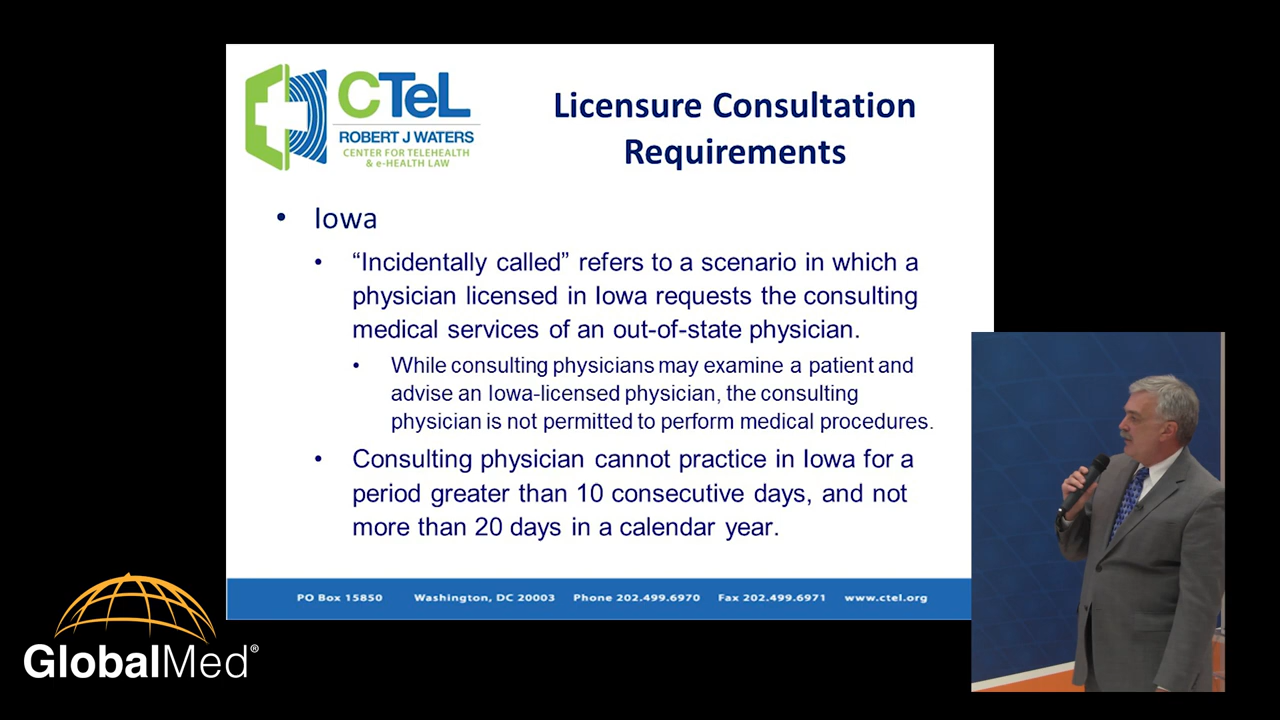 CTeL
ROBERT J WATERS
CENTER FOR TELEHEALTH
& e-HEALTH LAW
Licensure Consultation
Requirements
• Iowa
• “Incidentally called” refers to a scenario in which a
physician licensed in Iowa requests the consulting
medical services of an out-of-state physician.
• While consulting physicians may examine a patient and
advise an Iowa-licensed physician, the consulting
physician is not permitted to perform medical procedures.
• Consulting physician cannot practice in Iowa for a
period greater than 10 consecutive days, and not
more than 20 days in a calendar year.
PO Box 15850 Washington, DC 20003 Phone 202.499.6970 Fax 202.499.6971 www.ctel.org
GlobalMed®